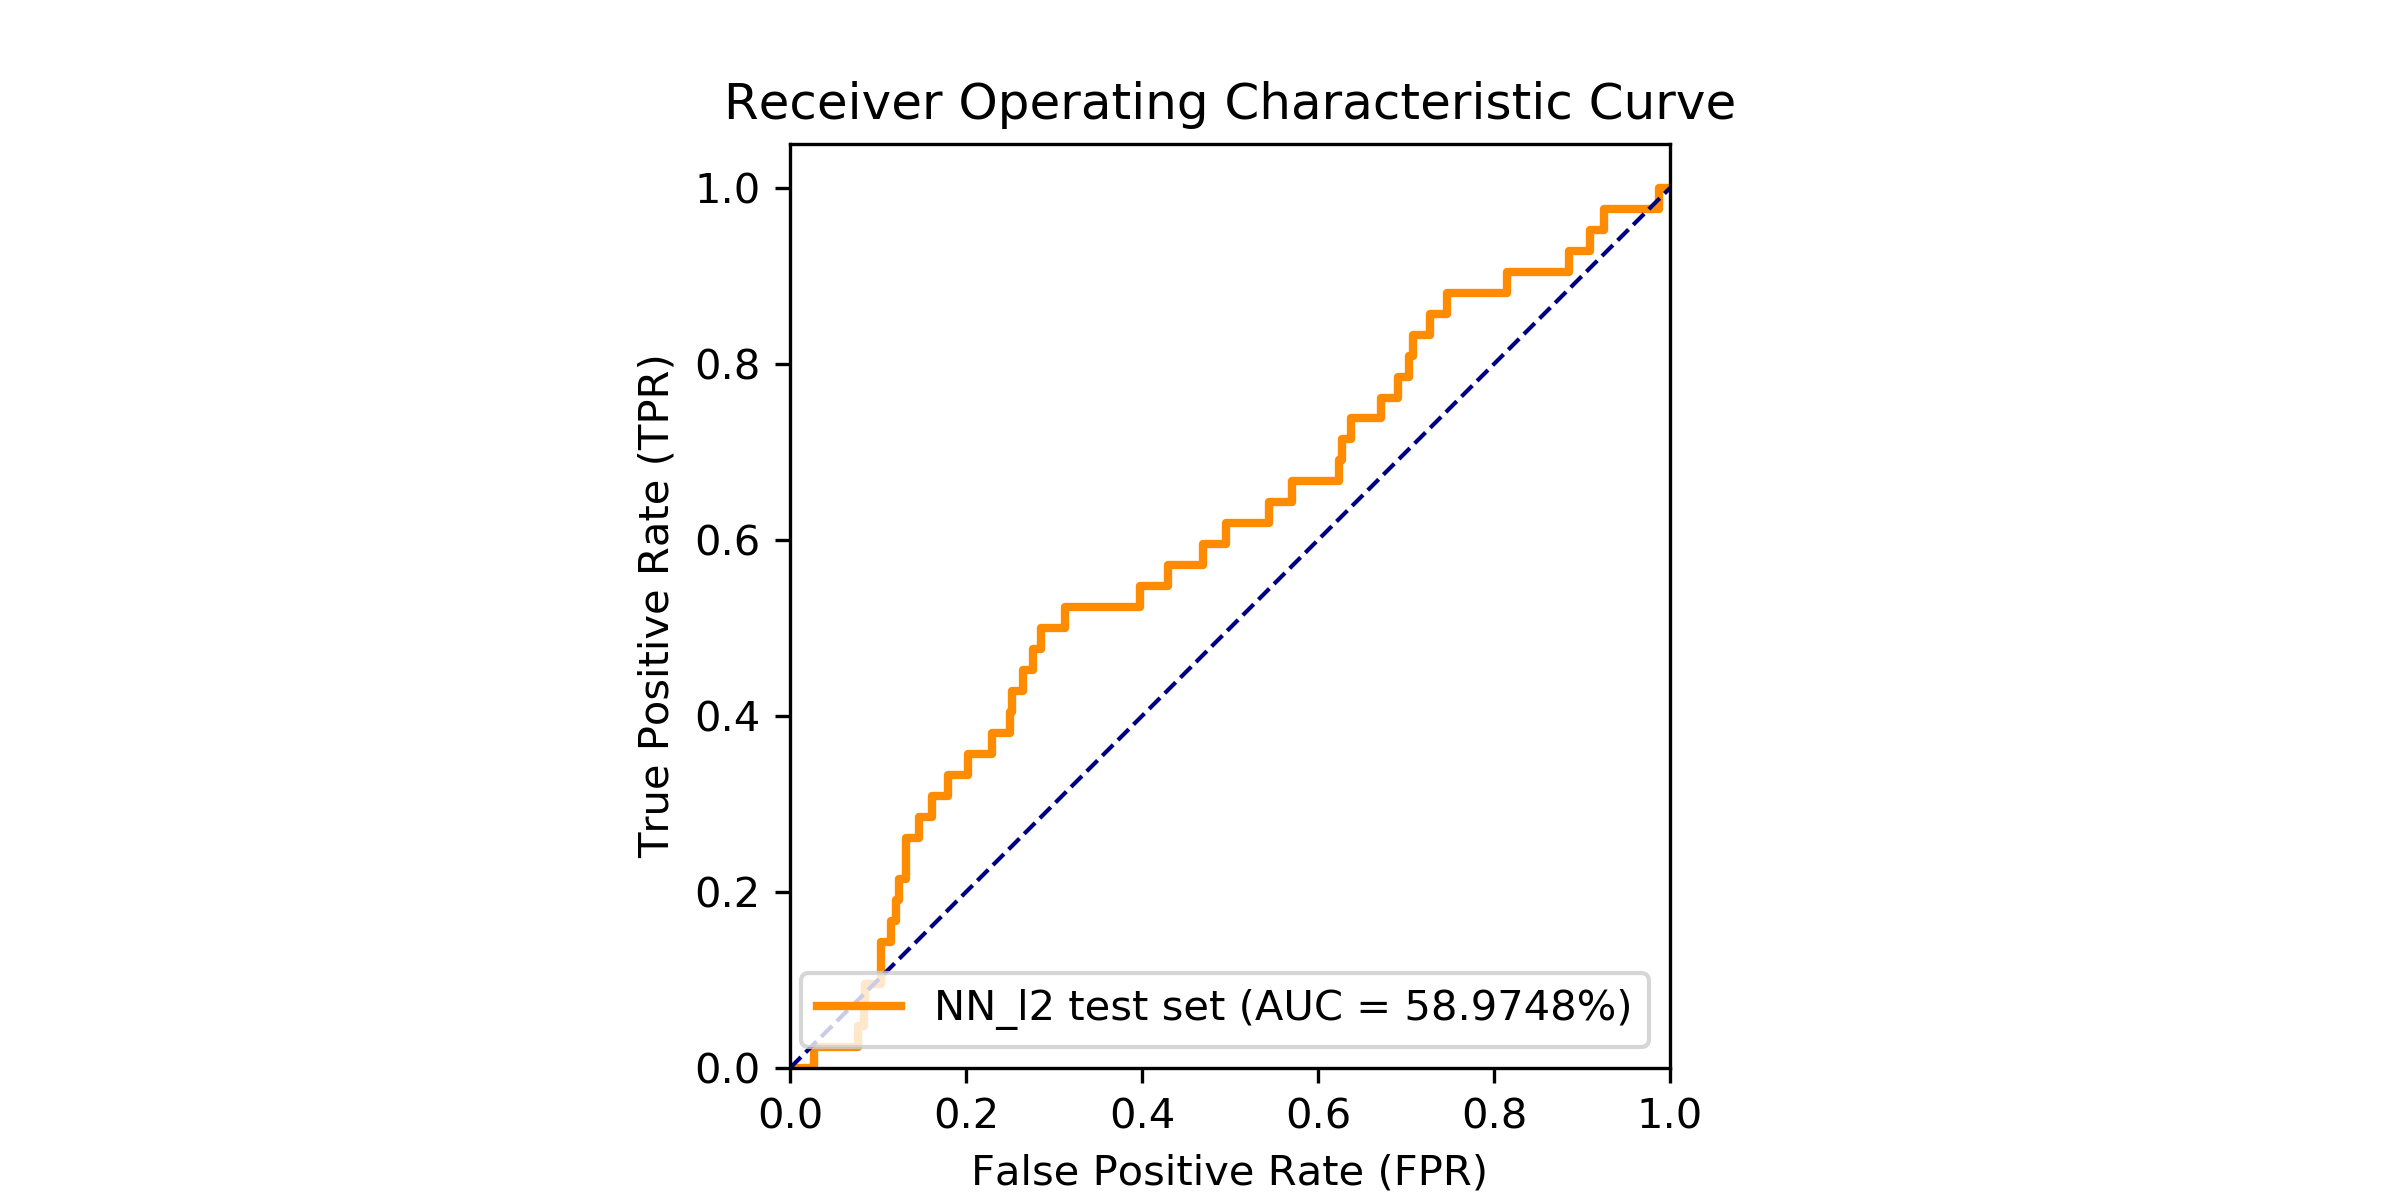 Receiver Operating Characteristic Curve
True Positive Rate (TPR)
1.0
0.8
0.6
0.4
0.2
0.0
NN_l2 test set (AUC = 58.9748%)
0.0 0.2 0.4 0.6 0.8 1.0
False Positive Rate (FPR)